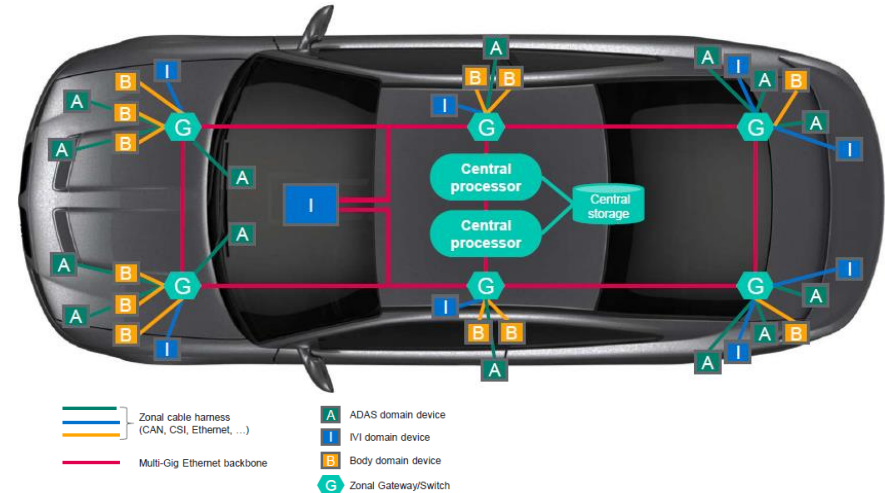 A
I
B
B
I
B
A
B
B
I
A
B
I
A
B
A
G
G
G
A
B
A
I
A
Central
processor
I
Central
storage
Central
processor
A
A
B
G
G
G
I
B
I
A
A
B
B
B
A
B
I
A
I
A
A
Zonal cable harness
(CAN, CSI, Ethernet, …)
Multi-Gig Ethernet backbone
A ADAS domain device
I IVI domain device
B Body domain device
G Zonal Gateway/Switch